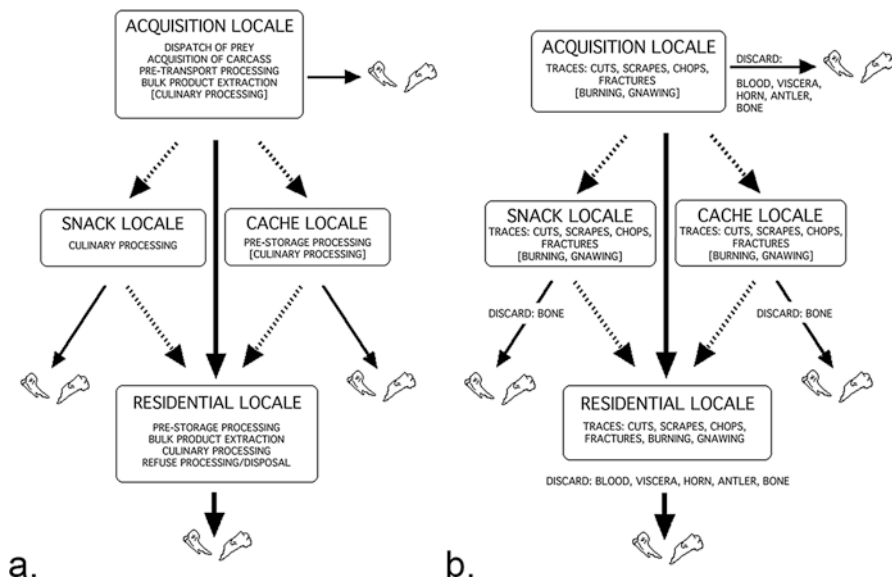 ACQUISITION LOCALE
DISPATCH OF PREY
ACQUISITION OF CARCASS
PRE-TRANSPORT PROCESSING
BULK PRODUCT EXTRACTION
[CULINARY PROCESSING]
SNACK LOCALE
CULINARY PROCESSING
CACHE LOCALE
PRE-STORAGE PROCESSING
[CULINARY PROCESSING]
RESIDENTIAL LOCALE
PRE-STORAGE PROCESSING
BULK PRODUCT EXTRACTION
CULINARY PROCESSING
REFUSE PROCESSING/DISPOSAL
a.
ACQUISITION LOCALE
TRACES: CUTS, SCRAPES, CHOPS,
FRACTURES
[BURNING, GNAWING]
DISCARD:
BLOOD, VISCERA,
HORN, ANTLER,
BONE
SNACK LOCALE
TRACES: CUTS, SCRAPES, CHOPS,
FRACTURES
[BURNING, GNAWING]
CACHE LOCALE
TRACES: CUTS, SCRAPES, CHOPS,
FRACTURES
[BURNING, GNAWING]
DISCARD: BONE
DISCARD: BONE
RESIDENTIAL LOCALE
TRACES: CUTS, SCRAPES, CHOPS,
FRACTURES, BURNING, GNAWING
DISCARD: BLOOD, VISCERA, HORN, ANTLER, BONE
b.